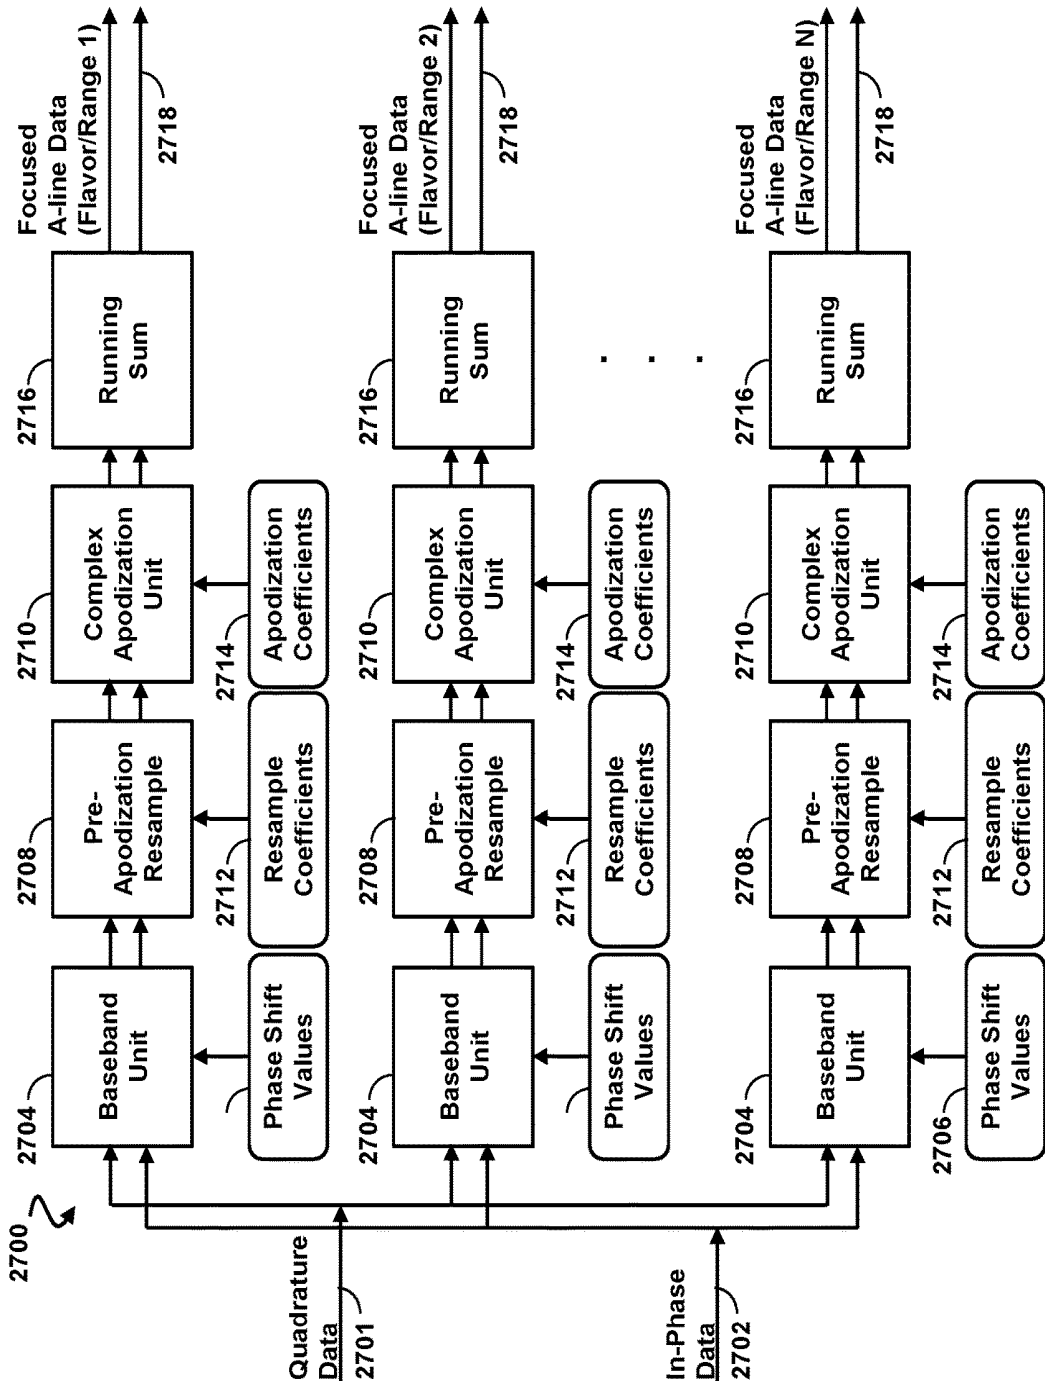 2700
Quadrature
Data
2701
In-Phase
Data
2702
2704
Baseband
Unit
Phase Shift
Values
2708
Pre-
Apodization
Resample
2712
Resample
Coefficients
2710
Complex
Apodization
Unit
2714
Apodization
Coefficients
2716
Running
Sum
Focused
A-line Data
(Flavor/Range 1)
2718
2704
Baseband
Unit
Phase Shift
Values
2708
Pre-
Apodization
Resample
2712
Resample
Coefficients
2710
Complex
Apodization
Unit
2714
Apodization
Coefficients
2716
Running
Sum
Focused
A-line Data
(Flavor/Range 2)
2718
. . .
2704
Baseband
Unit
2706
Phase Shift
Values
2708
Pre-
Apodization
Resample
2712
Resample
Coefficients
2710
Complex
Apodization
Unit
2714
Apodization
Coefficients
2716
Running
Sum
Focused
A-line Data
(Flavor/Range N)
2718